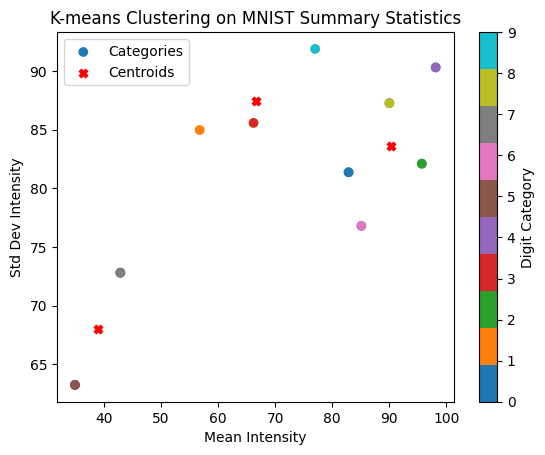 K-means Clustering on MNIST Summary Statistics
Categories
Centroids
90
85
80
75
70
65
Std Dev Intensity
40 50 60 70 80 90 100
Mean Intensity
9
8
7
6
5
4
3
2
1
0
Digit Category